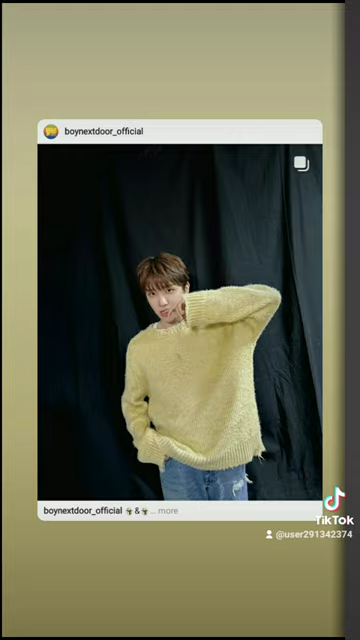 boynextdoor_official
boynextdoor_official & ... more
TikTok
@user291342374